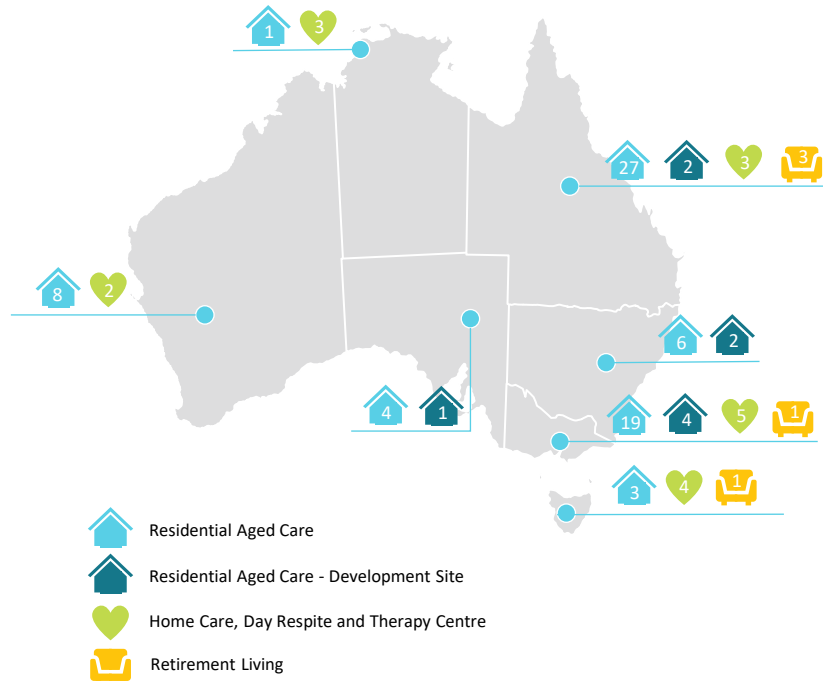 1 3
27 2 3 3
8 2
6 2
4 1
19 4 5 1
3 4 1
Residential Aged Care
Residential Aged Care - Development Site
Home Care, Day Respite and Therapy Centre
Retirement Living